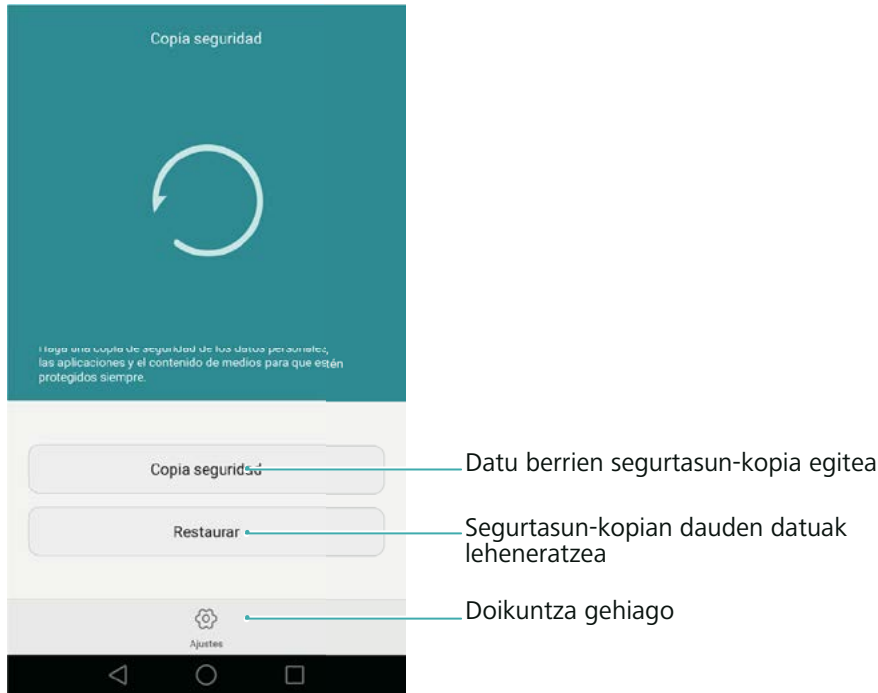 Copia seguridad
Haga una copia de seguridad de los datos personales,
las aplicaciones y el contenido de medios para que estén
protegidos siempre.
Copia seguridad
Datu berrien segurtasun-kopia egitea
Restaurar
Segurtasun-kopian dauden datuak
leheneratzea
Doikuntza gehiago
Ajustes